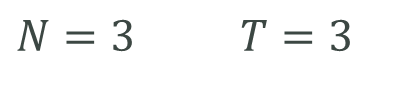 N = 3 T = 3